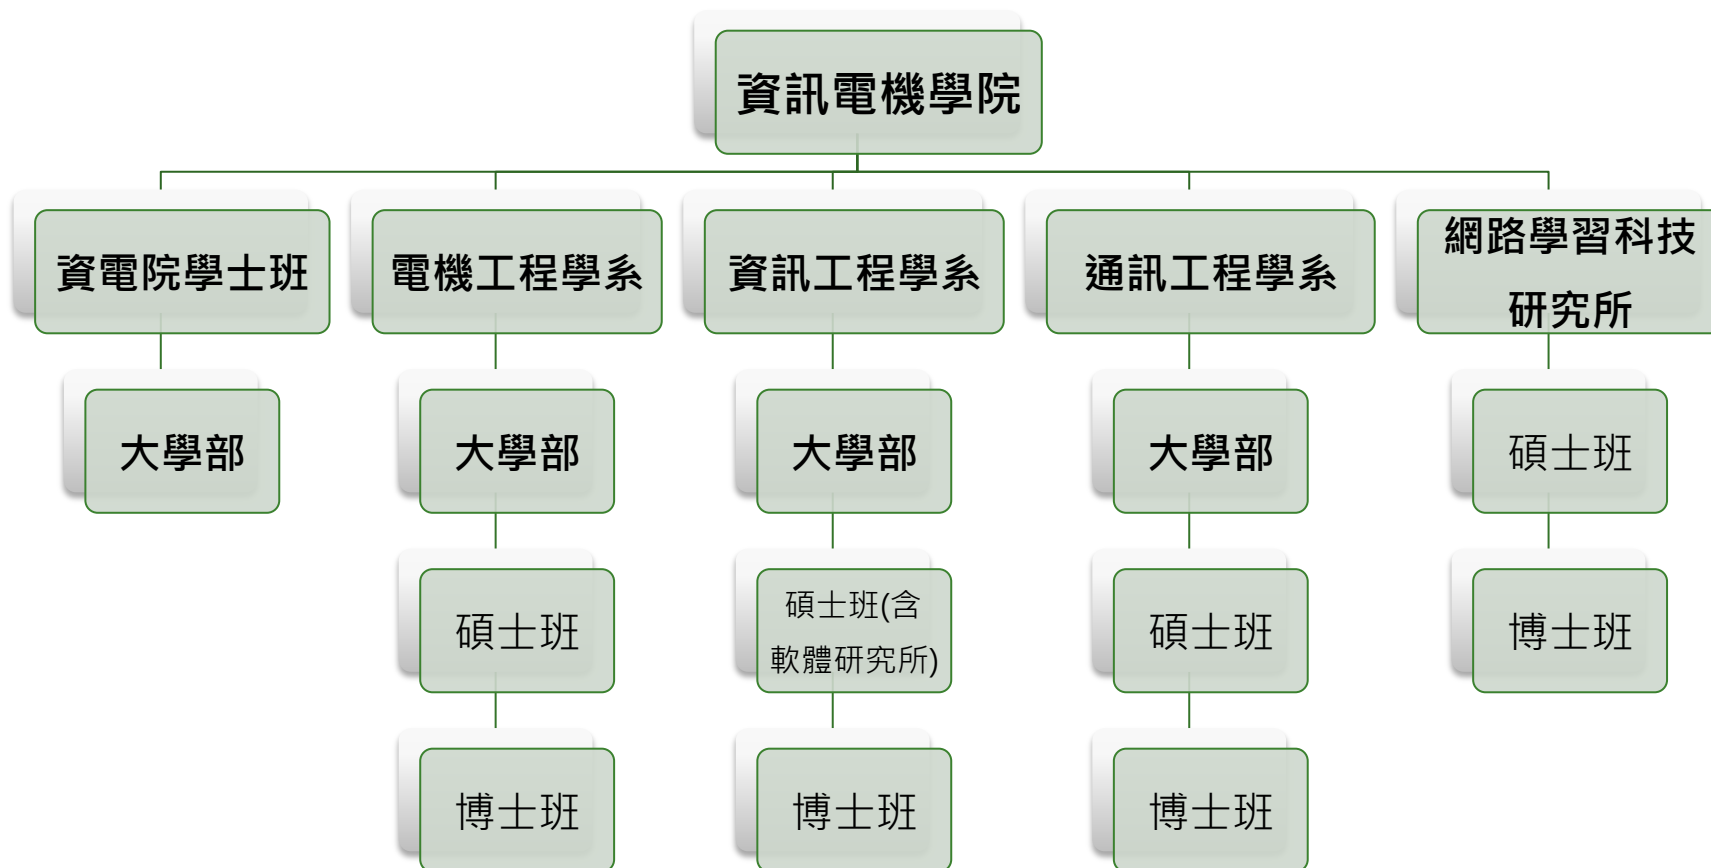 資訊電機學院
資電院學士班
電機工程學系
資訊工程學系
通訊工程學系
網路學習科技
研究所
大學部
大學部
大學部
大學部
碩士班
碩士班
碩士班(含
軟體研究所)
碩士班
博士班
博士班
博士班
博士班